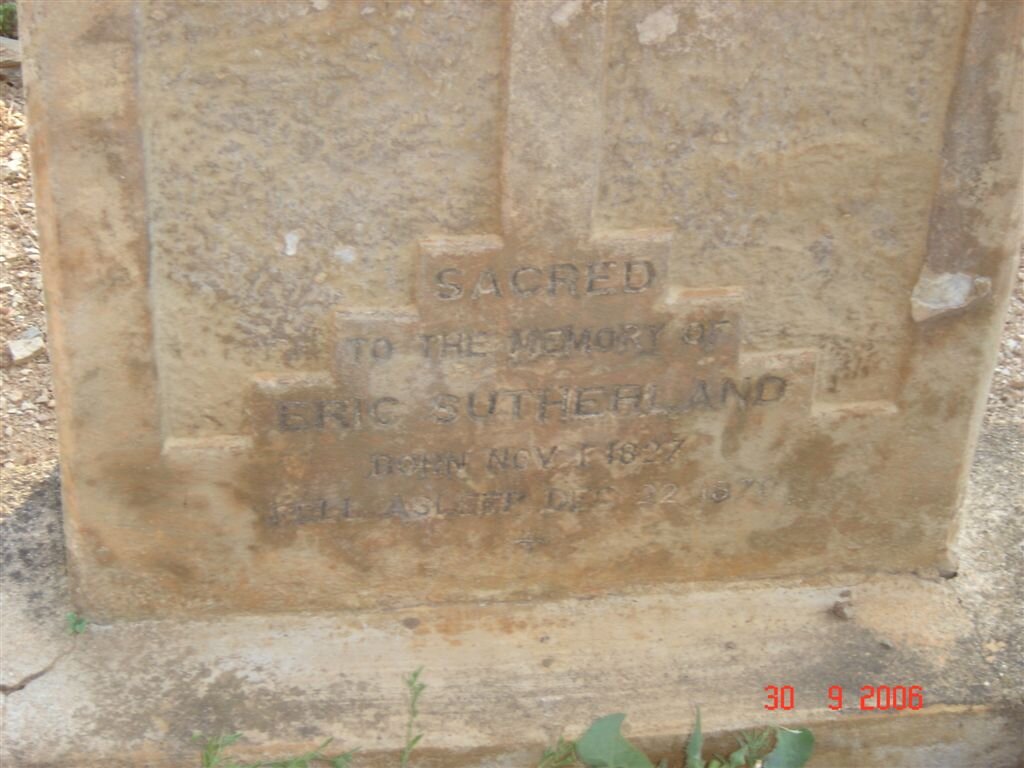 SACRED
TO THE MEMORY OF
ERIC SUTHERLAND
BORN NOV 1 1827
FELL ASLEEP DEC 22
30 9 2006